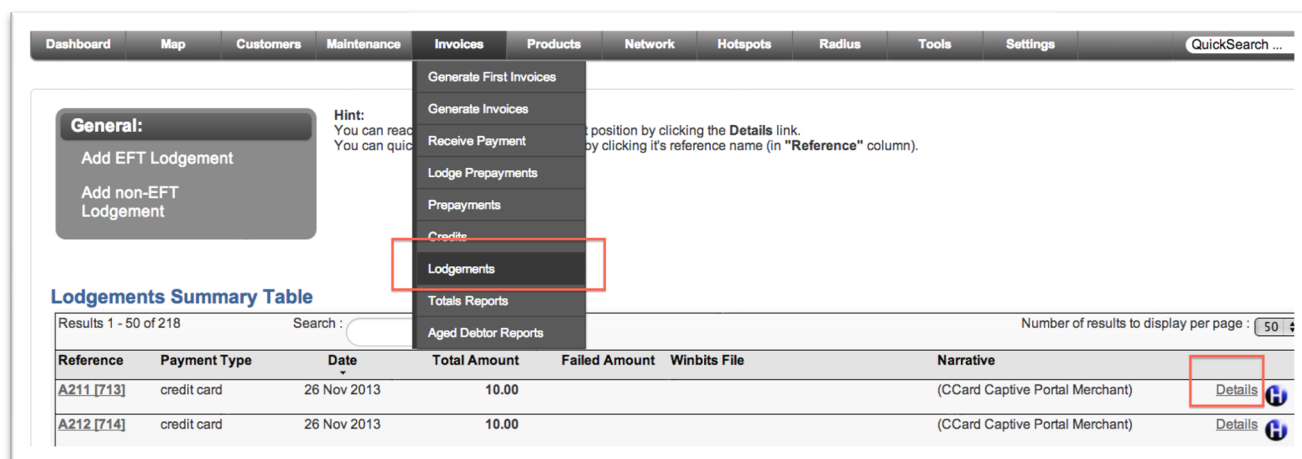 Dashboard Map Customers Maintenance Invoices Products Network Hotspots Radius Tools Settings QuickSearch ...
Generate First Invoices
Generate Invoices
Receive Payment
Lodge Prepayments
Prepayments
Credits
Lodgements
Totals Reports
Aged Debtor Reports
General:
Add EFT Lodgement
Add non-EFT
Lodgement
Hint:
You can position by clicking the Details link.
You can by clicking it's reference name (in "Reference" column).
Lodgements Summary Table
Results 1 - 50 of 218 Search : Number of results to display per page : 50
Reference Payment Type Date Total Amount Failed Amount Winbits File Narrative
A211 [713] credit card 26 Nov 2013 10.00 (CCard Captive Portal Merchant) Details
A212 [714] credit card 26 Nov 2013 10.00 (CCard Captive Portal Merchant) Details